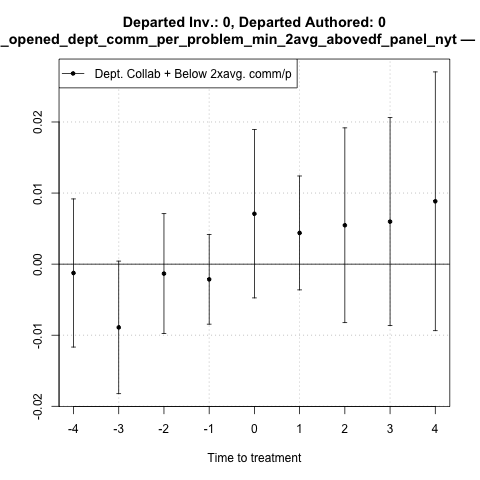 Departed Inv.: 0, Departed Authored: 0
_opened_dept_comm_per_problem_min_2avg_abovedf_panel_nyt —
Dept. Collab + Below 2xavg. comm/p
0.02
0.01
0.00
-0.01
-0.02
-4 -3 -2 -1 0 1 2 3 4
Time to treatment